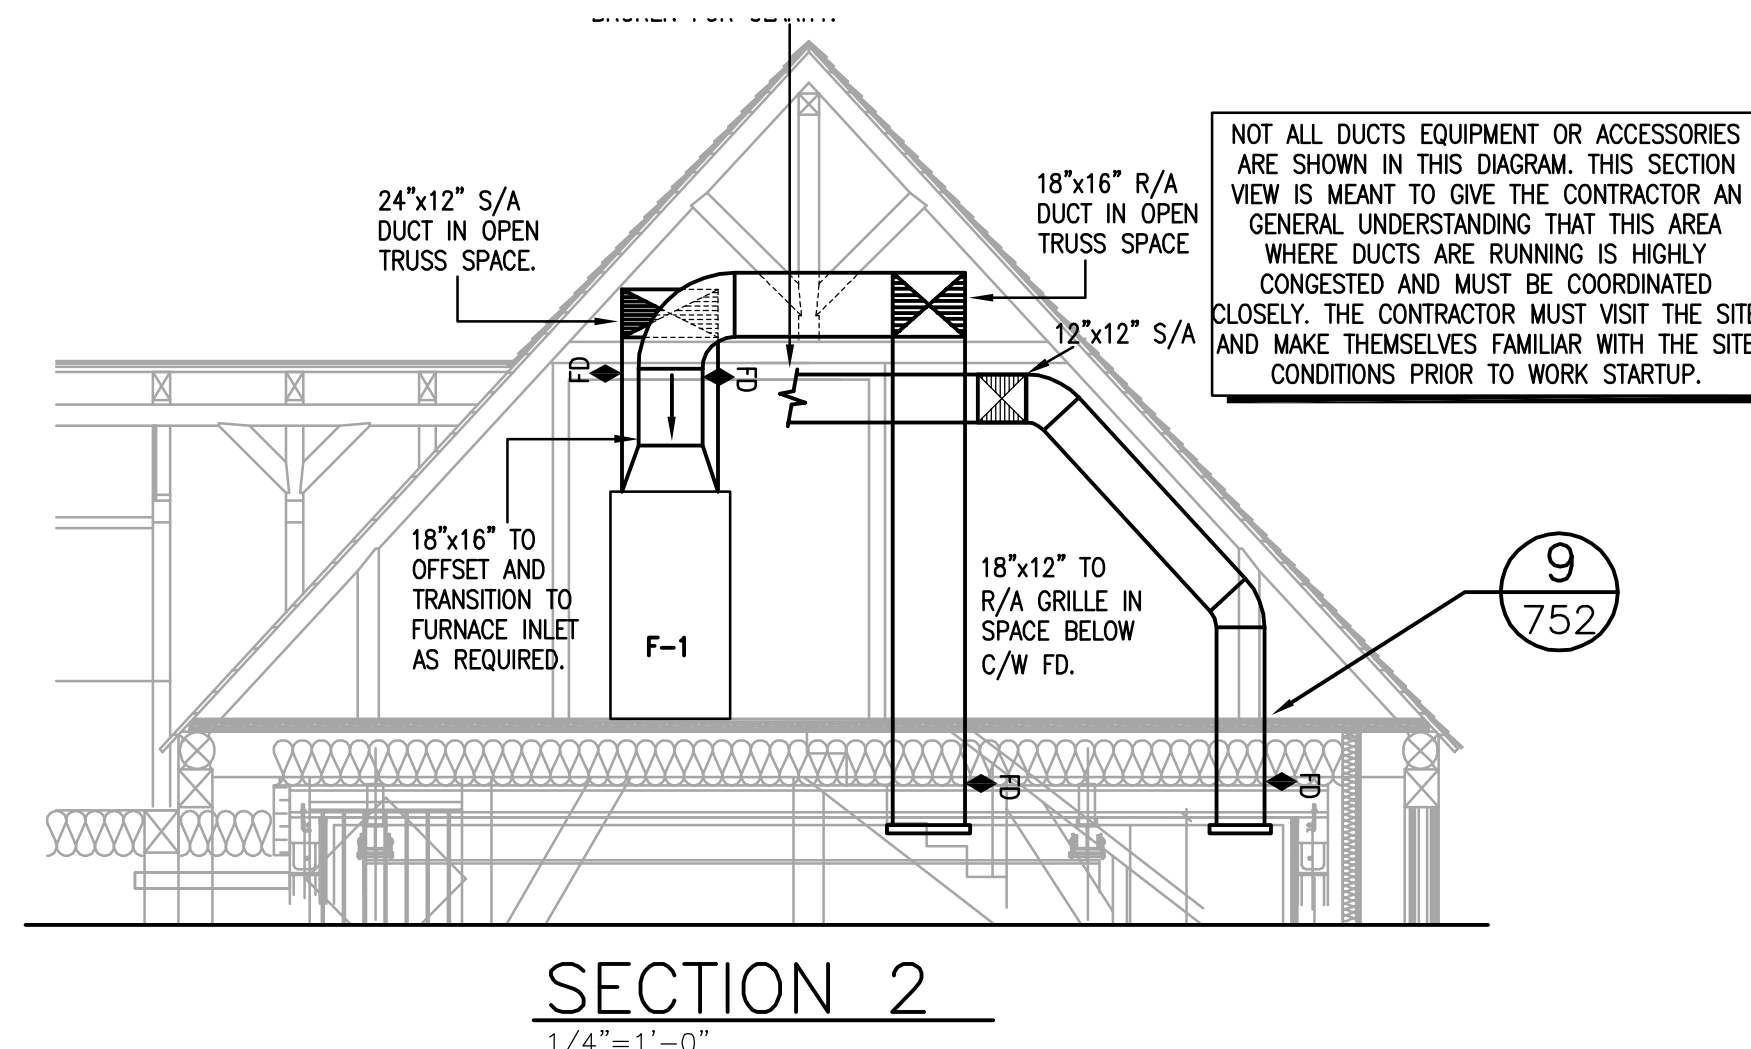 BROKEN FOR CLARITY.
24"x12" S/A
DUCT IN OPEN
TRUSS SPACE.
18"x16" R/A
DUCT IN OPEN
TRUSS SPACE
NOT ALL DUCTS EQUIPMENT OR ACCESSORIES
ARE SHOWN IN THIS DIAGRAM. THIS SECTION
VIEW IS MEANT TO GIVE THE CONTRACTOR AN
GENERAL UNDERSTANDING THAT THIS AREA
WHERE DUCTS ARE RUNNING IS HIGHLY
CONGESTED AND MUST BE COORDINATED
CLOSELY. THE CONTRACTOR MUST VISIT THE SITE
AND MAKE THEMSELVES FAMILIAR WITH THE SITE
CONDITIONS PRIOR TO WORK STARTUP.
12"x12" S/A
FD
FD
18"x16" TO
OFFSET AND
TRANSITION TO
FURNACE INLET
AS REQUIRED.
F-1
18"x12" TO
R/A GRILLE IN
SPACE BELOW
C/W FD.
9
752
FD
FD
SECTION 2
1/4"=1'-0"